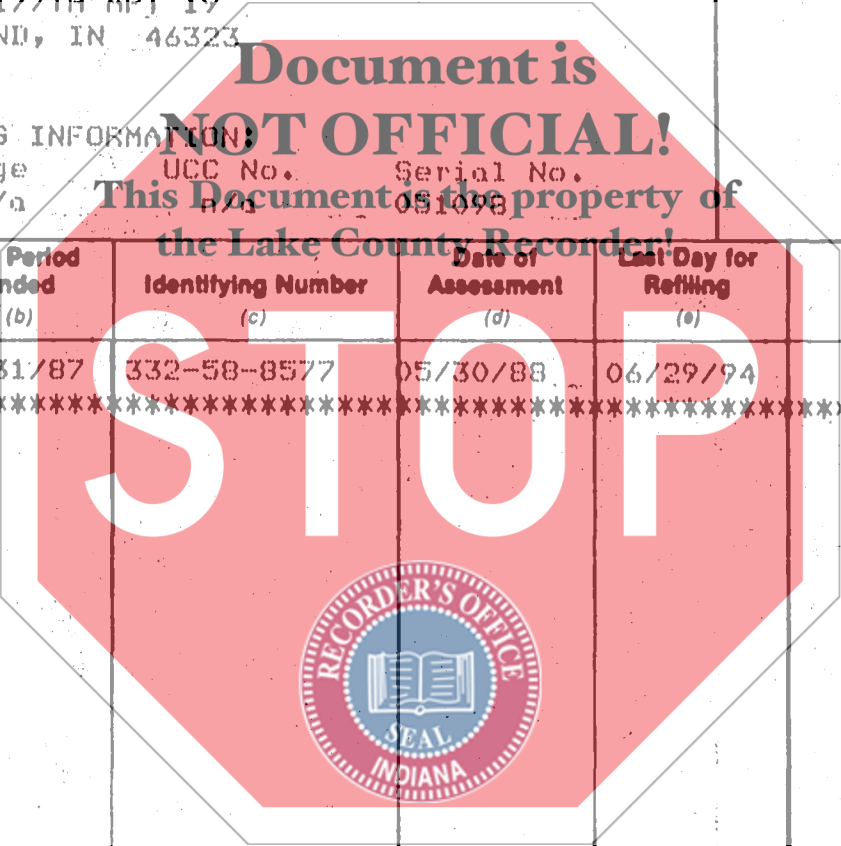 ND, IN 46323
Document is
NOT OFFICIAL!
G INFORMATION:
ge UCC No. Serial No.
This Document is the property of
/a n/a 051098
the Lake County Recorder!
Period
nded
(b)
Identifying Number
(c)
Date of
Assessment
(d)
Last Day for
Refiling
(e)
31/87 332-58-8577 05/30/88 06/29/94
STOP
RECORDER'S OFFICE
SEAL
INDIANA